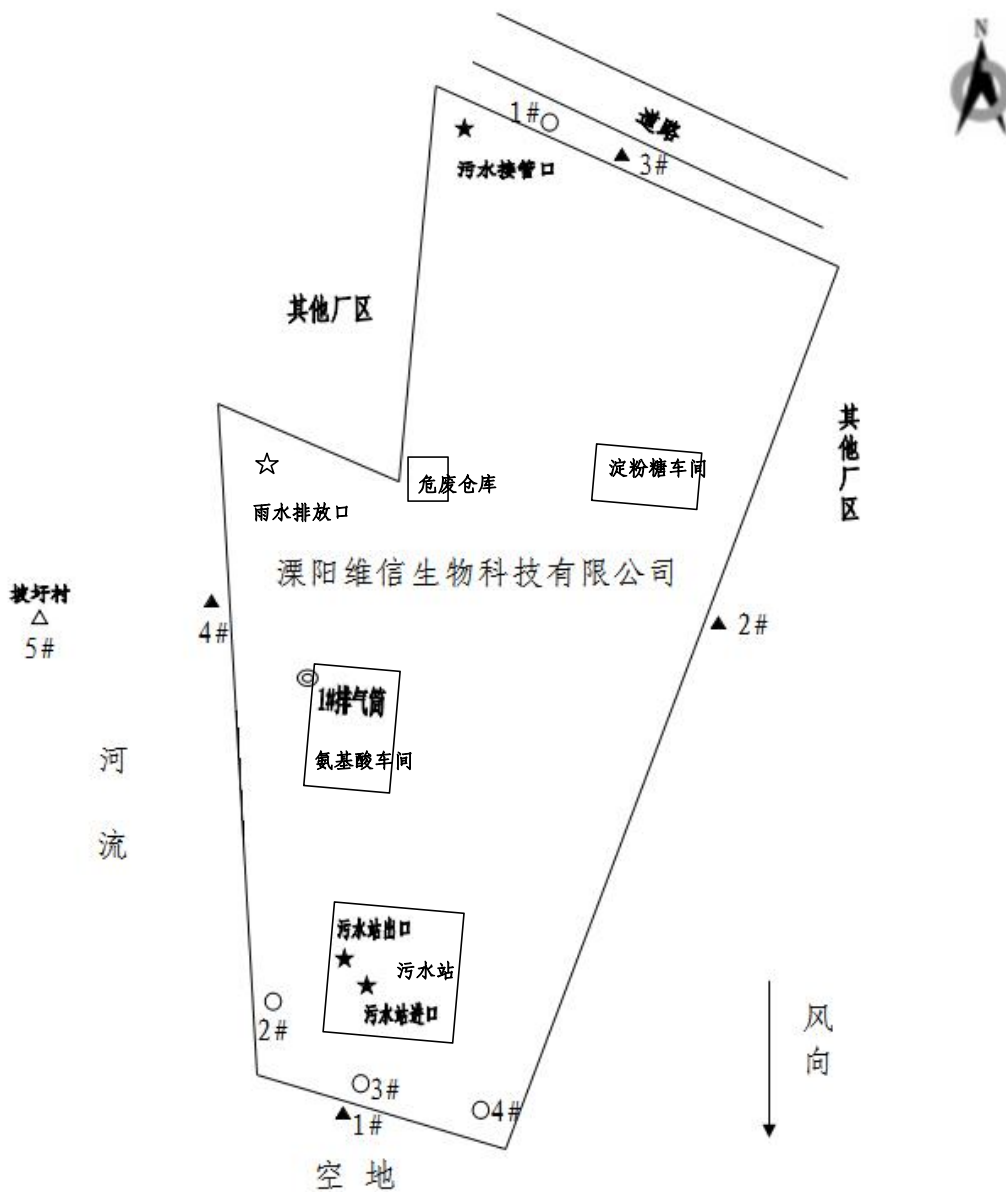 N
1#
道路
3#
污水接管口
其他厂区
其他厂区
危废仓库
淀粉糖车间
雨水排放口
溧阳维信生物科技有限公司
坡圩村
5#
4#
2#
1#排气筒
氨基酸车间
河流
污水站出口
污水站
污水站进口
2#
风向
3#
4#
1#
空地